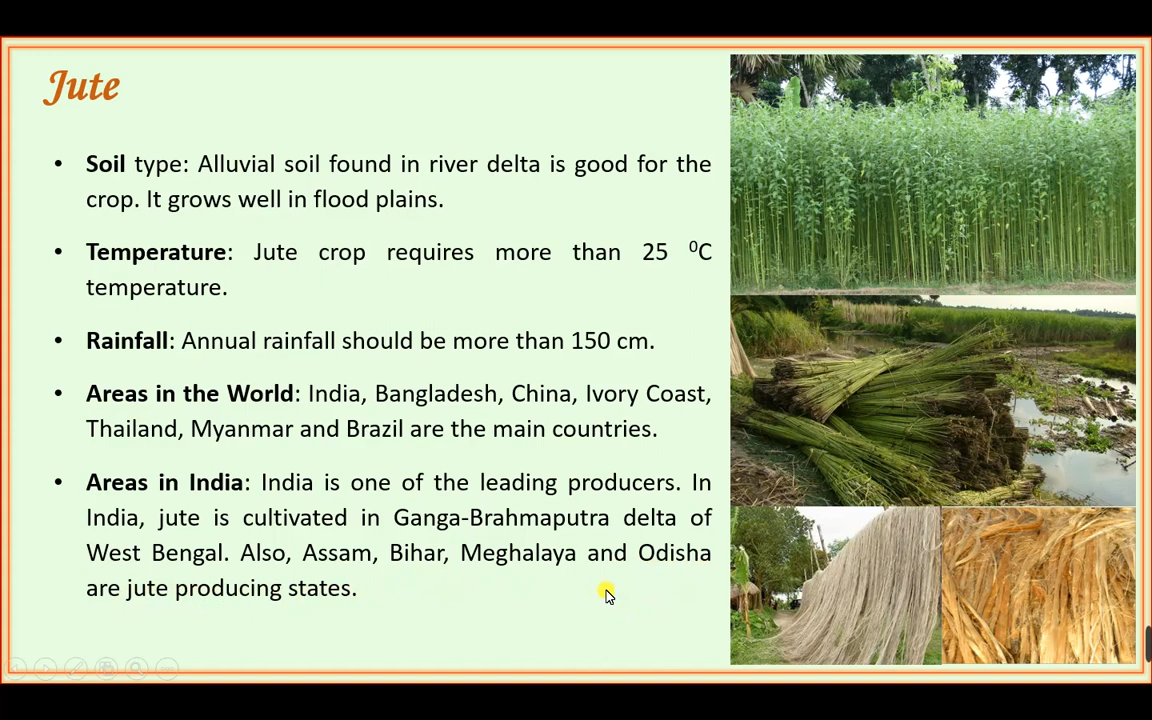 Jute
• Soil type: Alluvial soil found in river delta is good for the
crop. It grows well in flood plains.
• Temperature: Jute crop requires more than 25 ⁰C
temperature.
• Rainfall: Annual rainfall should be more than 150 cm.
• Areas in the World: India, Bangladesh, China, Ivory Coast,
Thailand, Myanmar and Brazil are the main countries.
• Areas in India: India is one of the leading producers. In
India, jute is cultivated in Ganga-Brahmaputra delta of
West Bengal. Also, Assam, Bihar, Meghalaya and Odisha
are jute producing states.